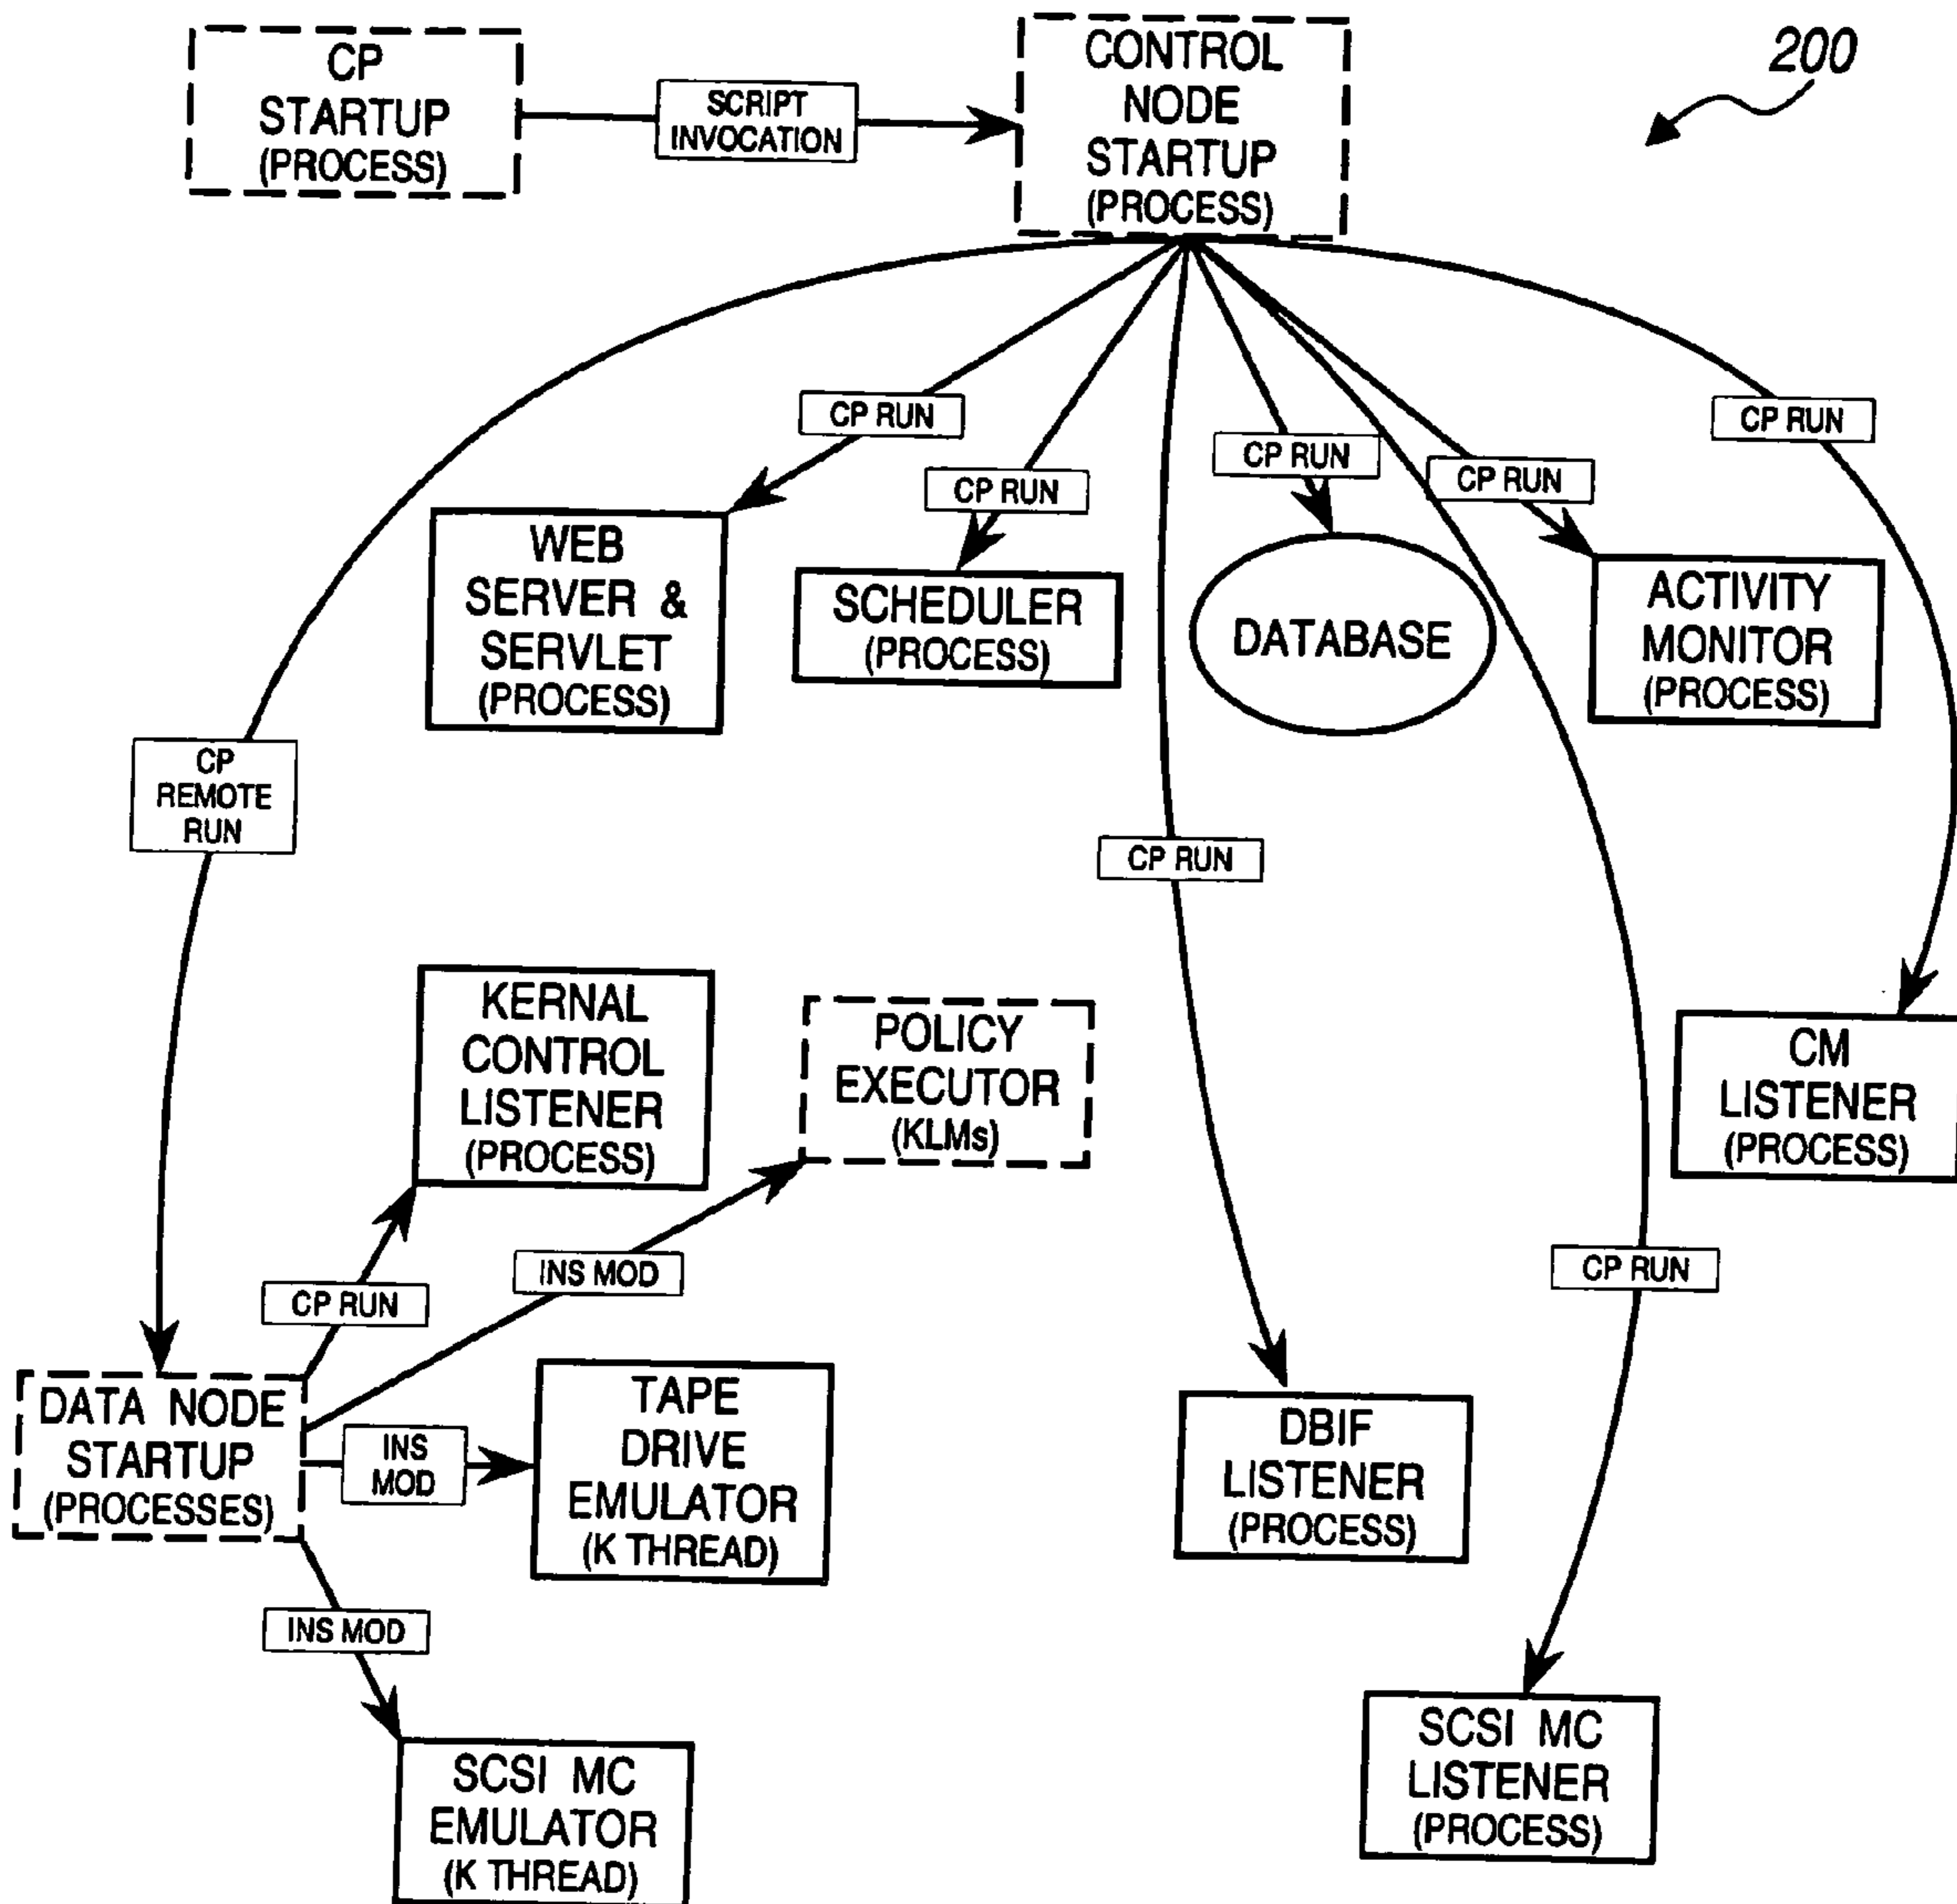 CP
STARTUP
(PROCESS)
SCRIPT
INVOCATION
CONTROL
NODE
STARTUP
(PROCESS)
200
CP RUN
CP RUN
CP RUN
CP RUN
CP RUN
WEB
SERVER &
SERVLET
(PROCESS)
SCHEDULER
(PROCESS)
DATABASE
ACTIVITY
MONITOR
(PROCESS)
CP
REMOTE
RUN
CP RUN
KERNAL
CONTROL
LISTENER
(PROCESS)
POLICY
EXECUTOR
(KLMs)
CM
LISTENER
(PROCESS)
CP RUN
INS MOD
CP RUN
DATA NODE
STARTUP
(PROCESSES)
INS
MOD
TAPE
DRIVE
EMULATOR
(K THREAD)
DBIF
LISTENER
(PROCESS)
INS MOD
SCSI MC
EMULATOR
(K THREAD)
SCSI MC
LISTENER
(PROCESS)